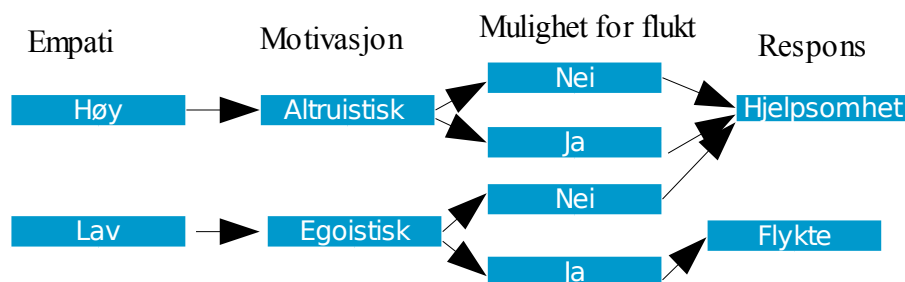 Empati
Motivasjon
Mulighet for flukt
Respons
Høy
Altruistisk
Nei
Ja
Hjelpsomhet
Lav
Egoistisk
Nei
Ja
Flykte